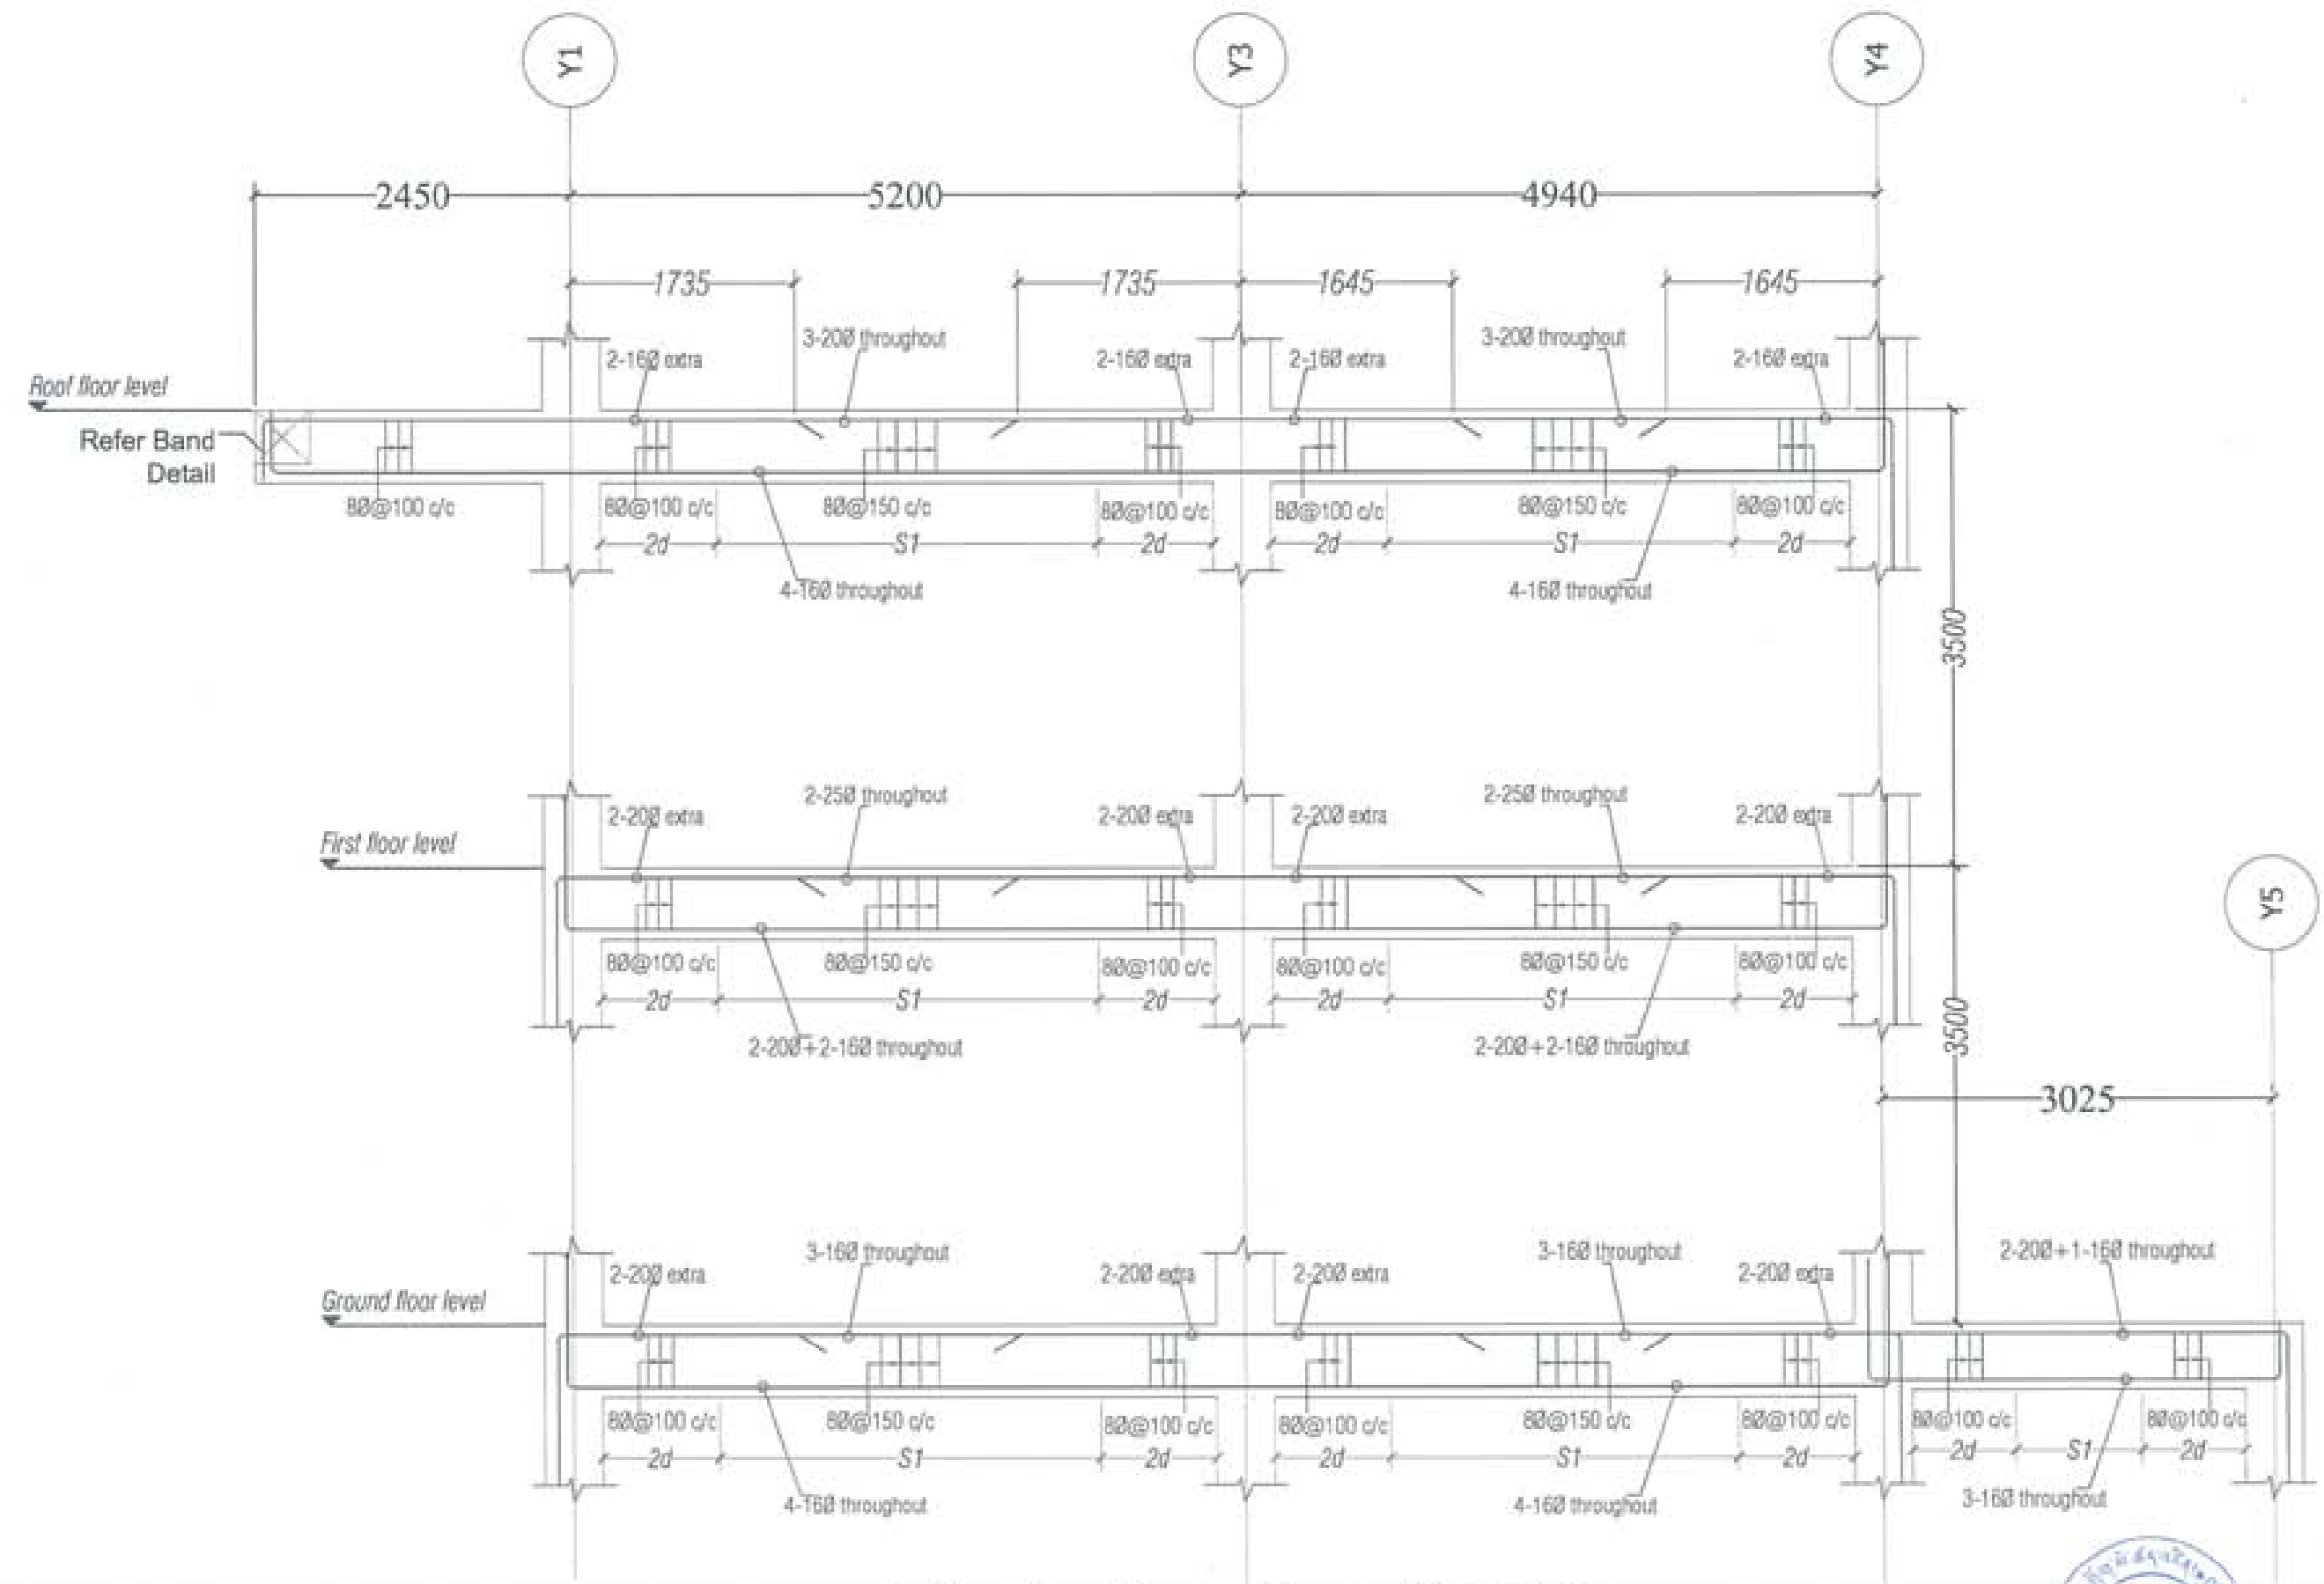 Y1 Y3 Y4
2450 5200 4940
1735 1735 1645 1645
3-20Ø throughout 3-20Ø throughout
2-16Ø extra 2-16Ø extra 2-16Ø extra 2-16Ø extra
Roof floor level
Refer Band
Detail
8Ø@100 c/c 8Ø@100 c/c 8Ø@150 c/c 8Ø@100 c/c 8Ø@100 c/c 8Ø@150 c/c 8Ø@100 c/c
2d S1 2d 2d S1 2d
4-16Ø throughout 4-16Ø throughout
3500
2-25Ø throughout 2-25Ø throughout
2-20Ø extra 2-20Ø extra 2-20Ø extra 2-20Ø extra
First floor level
Y5
8Ø@100 c/c 8Ø@150 c/c 8Ø@100 c/c 8Ø@100 c/c 8Ø@150 c/c 8Ø@100 c/c
2d S1 2d 2d S1 2d
3500
2-20Ø+2-16Ø throughout 2-20Ø+2-16Ø throughout
3025
3-16Ø throughout 3-16Ø throughout 2-20Ø+1-16Ø throughout
2-20Ø extra 2-20Ø extra 2-20Ø extra 2-20Ø extra
Ground floor level
8Ø@100 c/c 8Ø@150 c/c 8Ø@100 c/c 8Ø@100 c/c 8Ø@150 c/c 8Ø@100 c/c 8Ø@100 c/c 8Ø@100 c/c
2d S1 2d 2d S1 2d 2d S1 2d
4-16Ø throughout 4-16Ø throughout 3-16Ø throughout